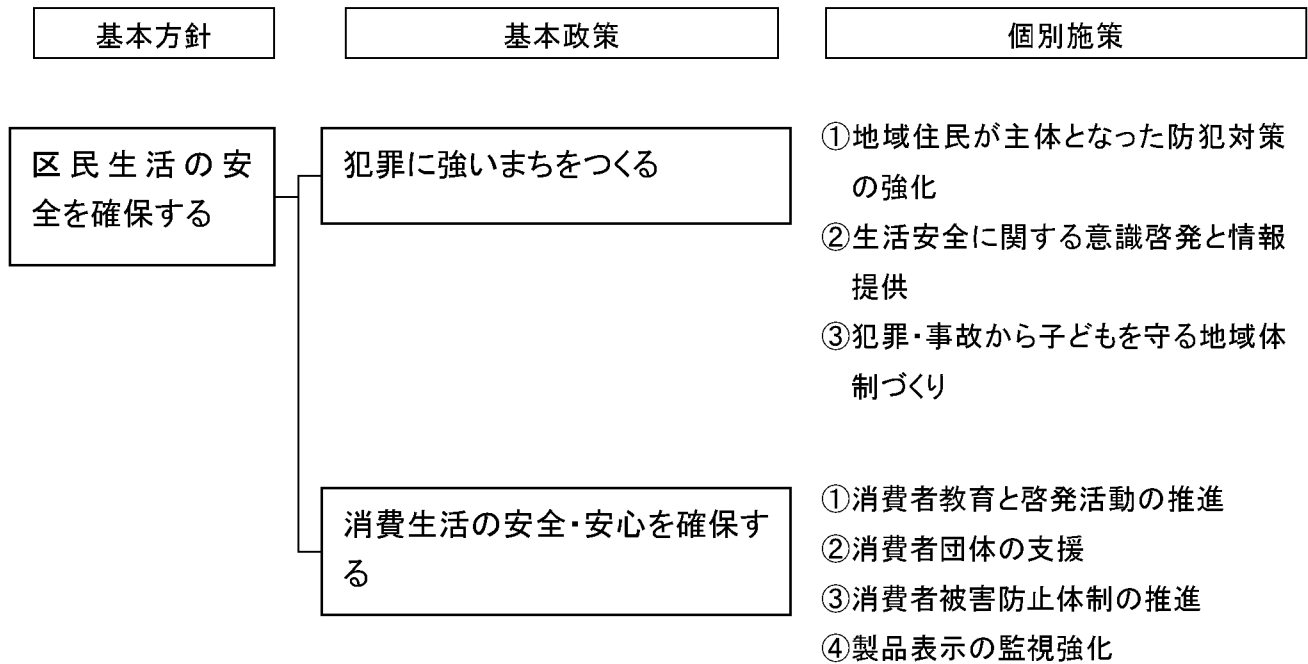 基本方針
基本政策
個別施策
区民生活の安
全を確保する
犯罪に強いまちをつくる
①地域住民が主体となった防犯対策
の強化
②生活安全に関する意識啓発と情報
提供
③犯罪・事故から子どもを守る地域体
制づくり
消費生活の安全・安心を確保す
る
①消費者教育と啓発活動の推進
②消費者団体の支援
③消費者被害防止体制の推進
④製品表示の監視強化